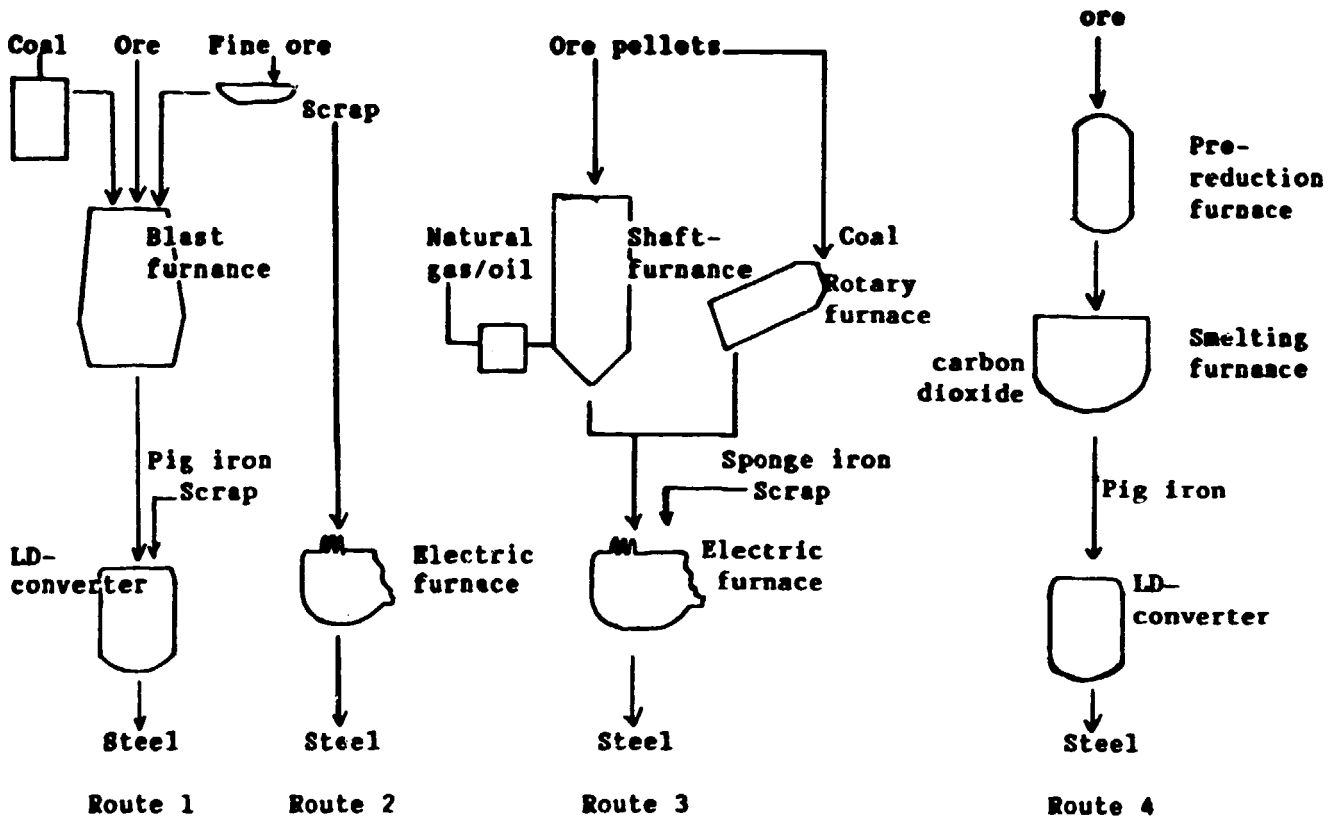 Coal Ore Fine ore
Scrap
Blast
furnance
Pig iron
Scrap
LD-
converter
Electric
furnace
Steel
Steel
Route 1
Route 2
Ore pellets
Natural
gas/oil
Shaft-
furnance
Coal
Rotary
furnace
Sponge iron
Scrap
Electric
furnace
Steel
Route 3
ore
Pre-
reduction
furnace
Smelting
furnance
carbon
dioxide
Pig iron
LD-
converter
Steel
Route 4